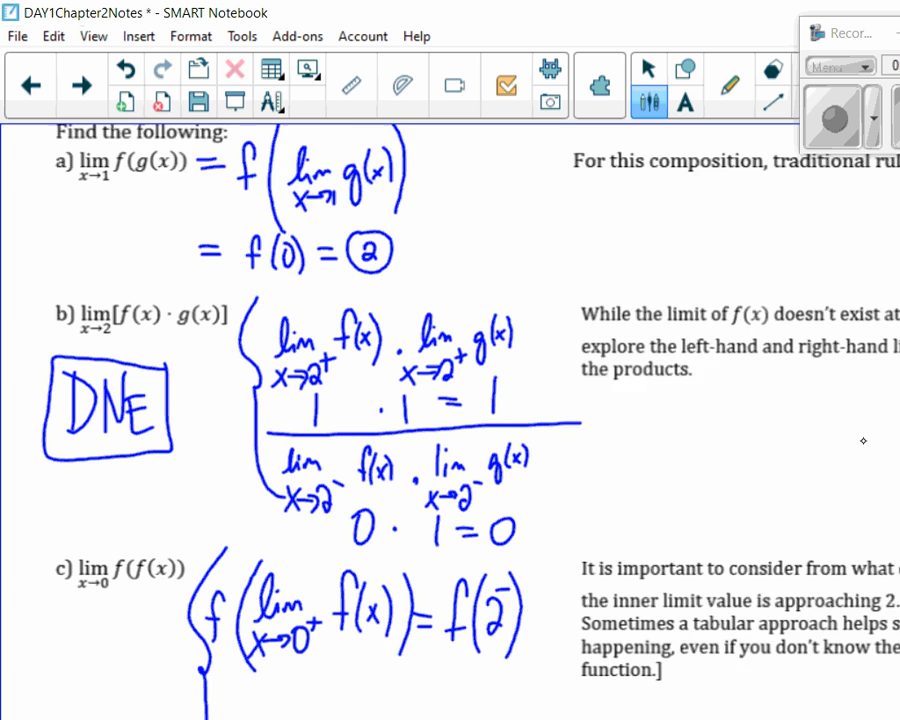 DAY1Chapter2Notes * - SMART Notebook
File Edit View Insert Format Tools Add-ons Account Help
Recor...
Menu
0
A
Find the following:
a) lim x→1 f(g(x)) = f( lim x→1 g(x) )
For this composition, traditional rul
= f(0) = 2
b) lim x→2 [f(x) · g(x)]
While the limit of f(x) doesn't exist at
lim x→2⁺ f(x) · lim x→2⁺ g(x)
explore the left-hand and right-hand li
the products.
1 · 1 = 1
DNE
lim x→2⁻ f(x) · lim x→2⁻ g(x)
0 · 1 = 0
c) lim x→0 f(f(x))
It is important to consider from what
f( lim x→0⁺ f(x) ) = f(2⁻)
the inner limit value is approaching 2.
Sometimes a tabular approach helps s
happening, even if you don't know the
function.]